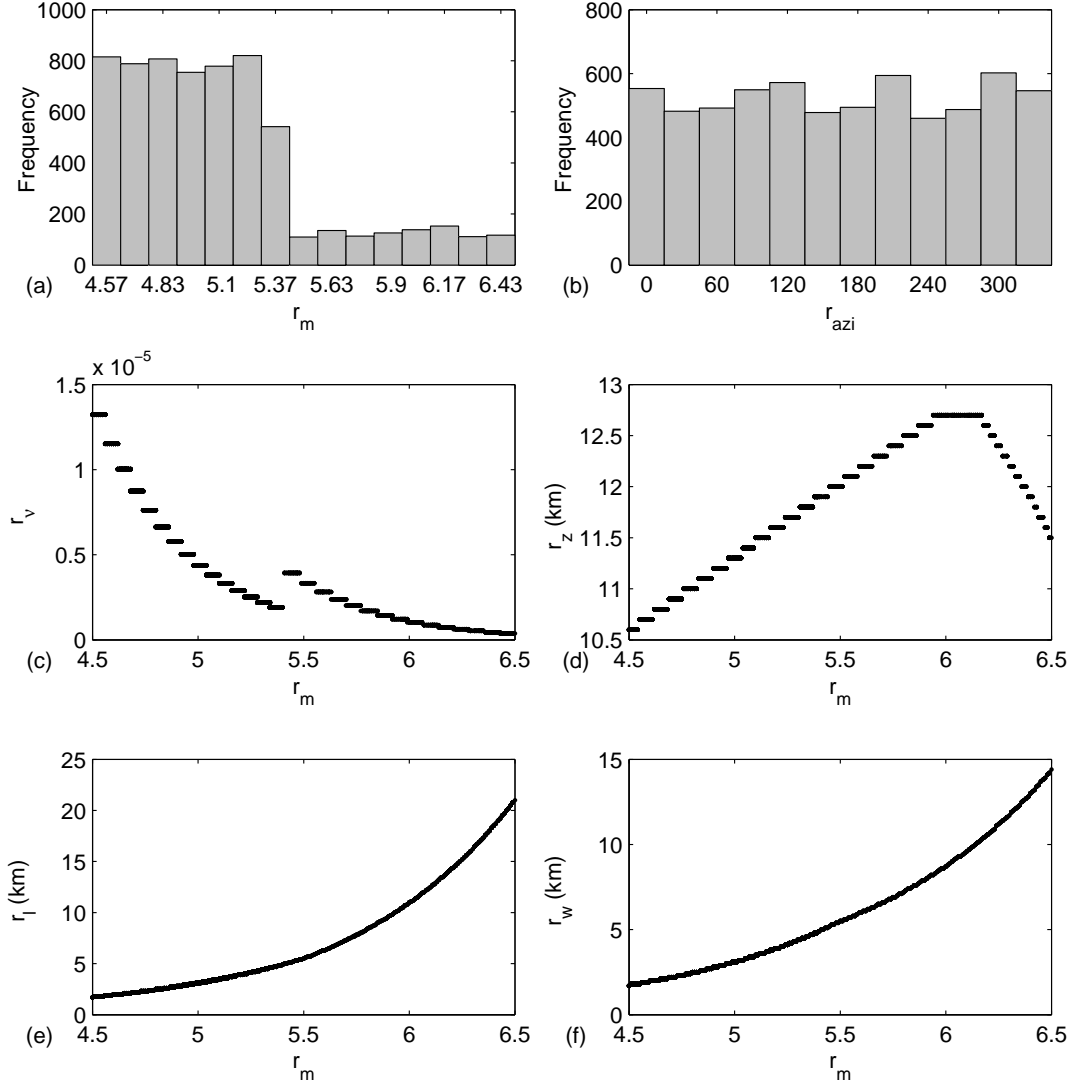 1000
800
600
400
200
0
Frequency
4.57 4.83 5.1 5.37 5.63 5.9 6.17 6.43
(a)
r_m
800
600
400
200
0
Frequency
0 60 120 180 240 300
(b)
r_azi
x 10^−5
1.5
1
0.5
0
r_ν
4.5 5 5.5 6 6.5
(c)
r_m
13
12.5
12
11.5
11
10.5
r_z (km)
4.5 5 5.5 6 6.5
(d)
r_m
25
20
15
10
5
0
r_l (km)
4.5 5 5.5 6 6.5
(e)
r_m
15
10
5
0
r_w (km)
4.5 5 5.5 6 6.5
(f)
r_m